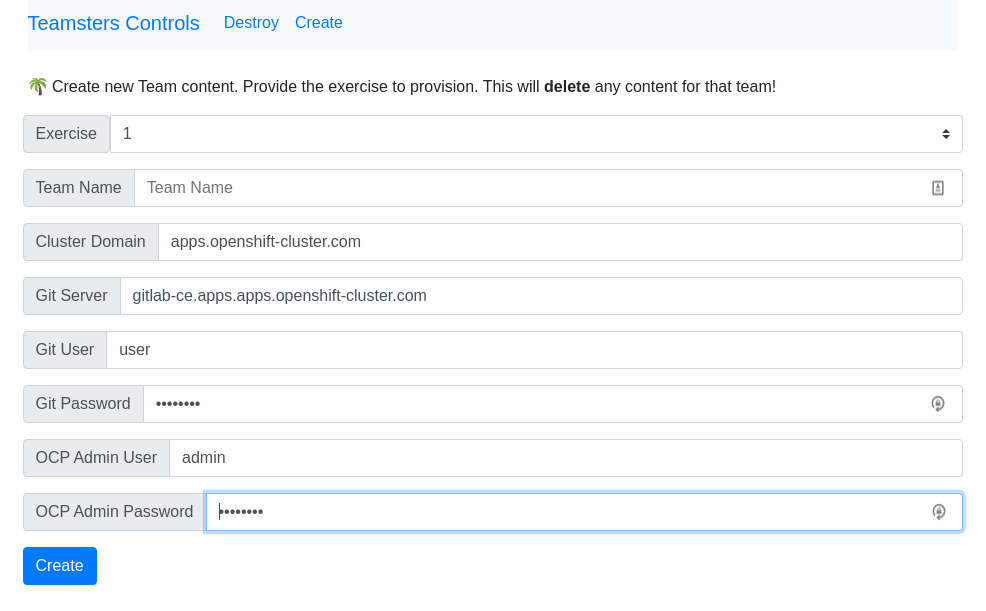 Teamsters Controls Destroy Create
🌴 Create new Team content. Provide the exercise to provision. This will delete any content for that team!
Exercise 1
Team Name Team Name
Cluster Domain apps.openshift-cluster.com
Git Server gitlab-ce.apps.apps.openshift-cluster.com
Git User user
Git Password ••••••••
OCP Admin User admin
OCP Admin Password ••••••••
Create